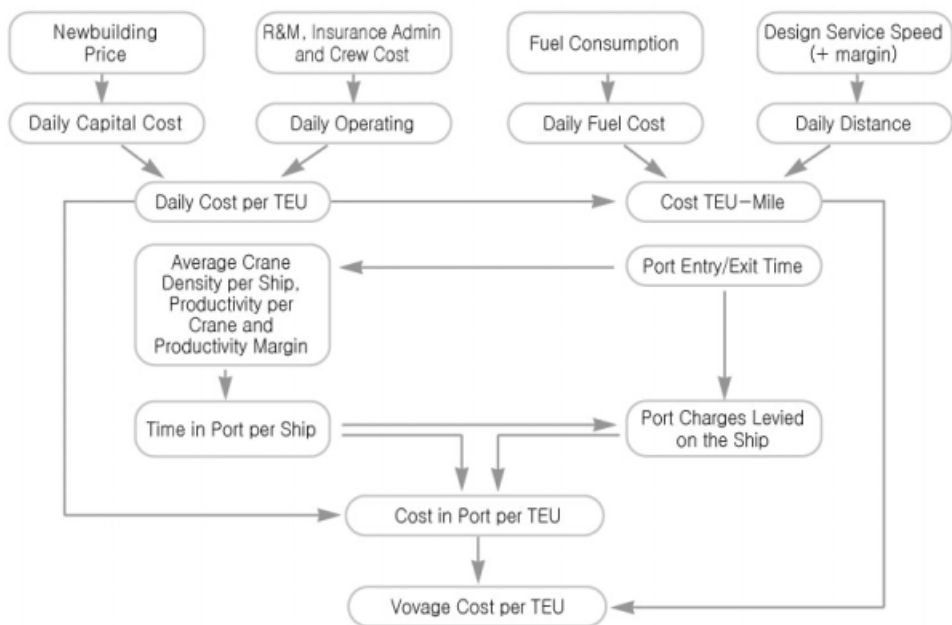 Newbuilding
Price
R&M, Insurance Admin
and Crew Cost
Fuel Consumption
Design Service Speed
(+ margin)
Daily Capital Cost
Daily Operating
Daily Fuel Cost
Daily Distance
Daily Cost per TEU
Cost TEU-Mile
Average Crane
Density per Ship,
Productivity per
Crane and
Productivity Margin
Port Entry/Exit Time
Time in Port per Ship
Port Charges Levied
on the Ship
Cost in Port per TEU
Vovage Cost per TEU